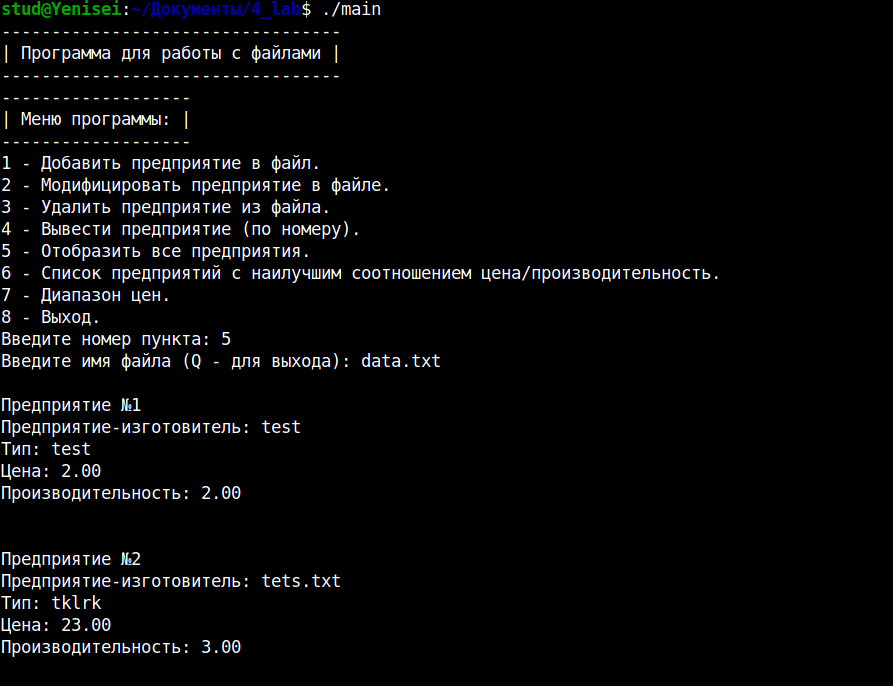 stud@Yenisei:~/Документы/4_lab$ ./main
----------------------------------
| Программа для работы с файлами |
----------------------------------
-------------------
| Меню программы: |
-------------------
1 - Добавить предприятие в файл.
2 - Модифицировать предприятие в файле.
3 - Удалить предприятие из файла.
4 - Вывести предприятие (по номеру).
5 - Отобразить все предприятия.
6 - Список предприятий с наилучшим соотношением цена/производительность.
7 - Диапазон цен.
8 - Выход.
Введите номер пункта: 5
Введите имя файла (Q - для выхода): data.txt
Предприятие №1
Предприятие-изготовитель: test
Тип: test
Цена: 2.00
Производительность: 2.00
Предприятие №2
Предприятие-изготовитель: tets.txt
Тип: tklrk
Цена: 23.00
Производительность: 3.00